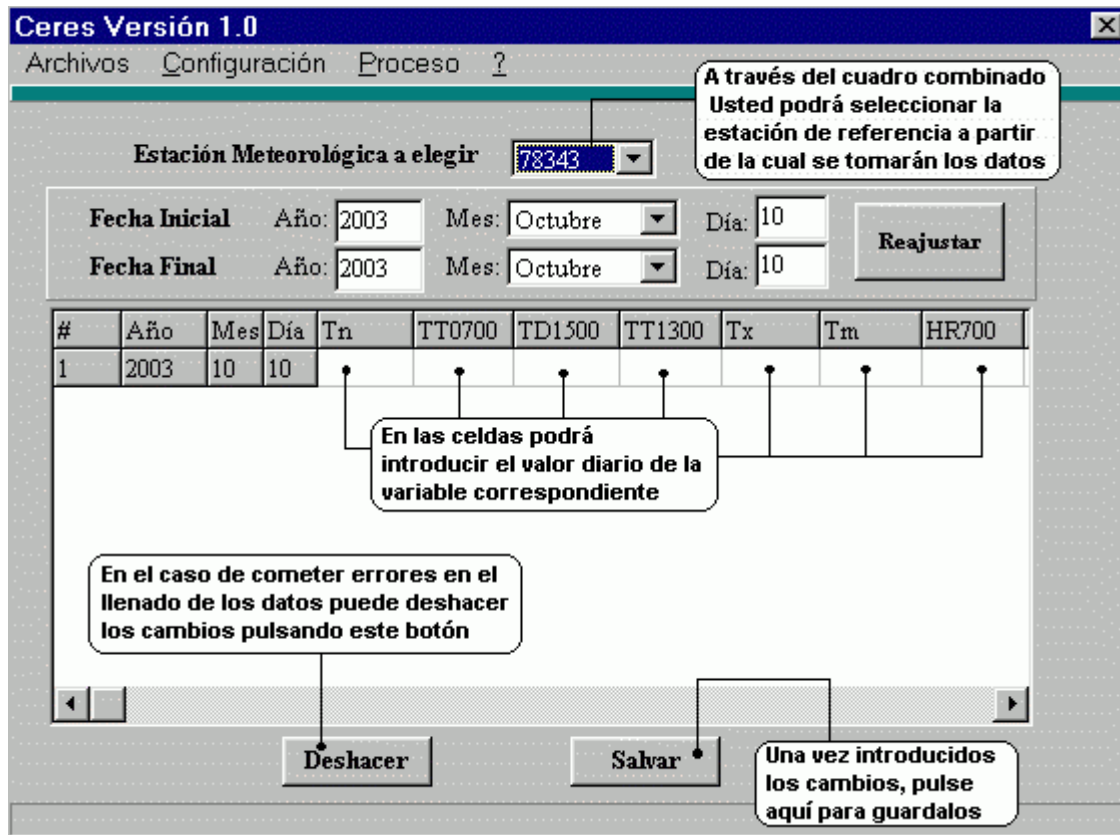 Ceres Versión 1.0
Archivos Configuración Proceso ?
A través del cuadro combinado
Usted podrá seleccionar la
estación de referencia a partir
de la cual se tomarán los datos
Estación Meteorológica a elegir 78343
Fecha Inicial Año: 2003 Mes: Octubre Día: 10
Fecha Final Año: 2003 Mes: Octubre Día: 10
Reajustar
# Año Mes Día Tn TT0700 TD1500 TT1300 Tx Tm HR700
1 2003 10 10
En las celdas podrá
introducir el valor diario de la
variable correspondiente
En el caso de cometer errores en el
llenado de los datos puede deshacer
los cambios pulsando este botón
Deshacer Salvar
Una vez introducidos
los cambios, pulse
aquí para guardalos